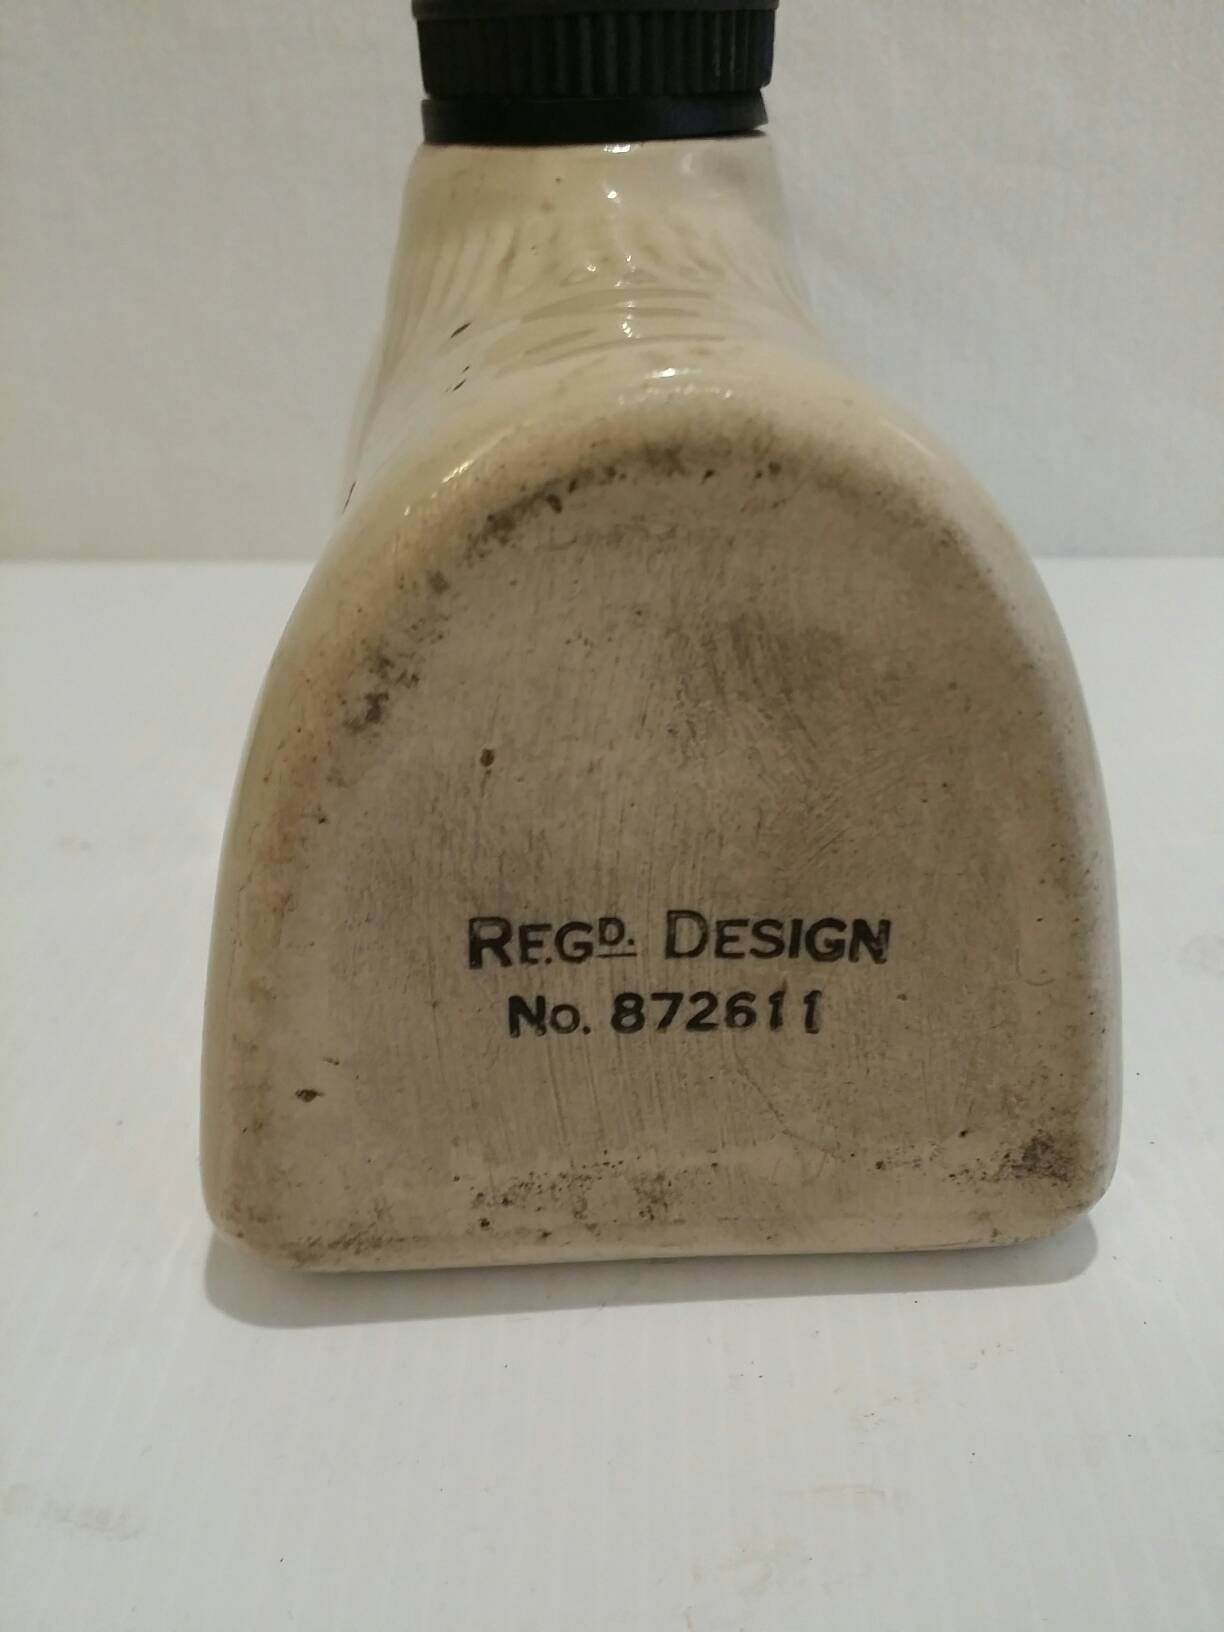 REGD. DESIGN
No. 872611